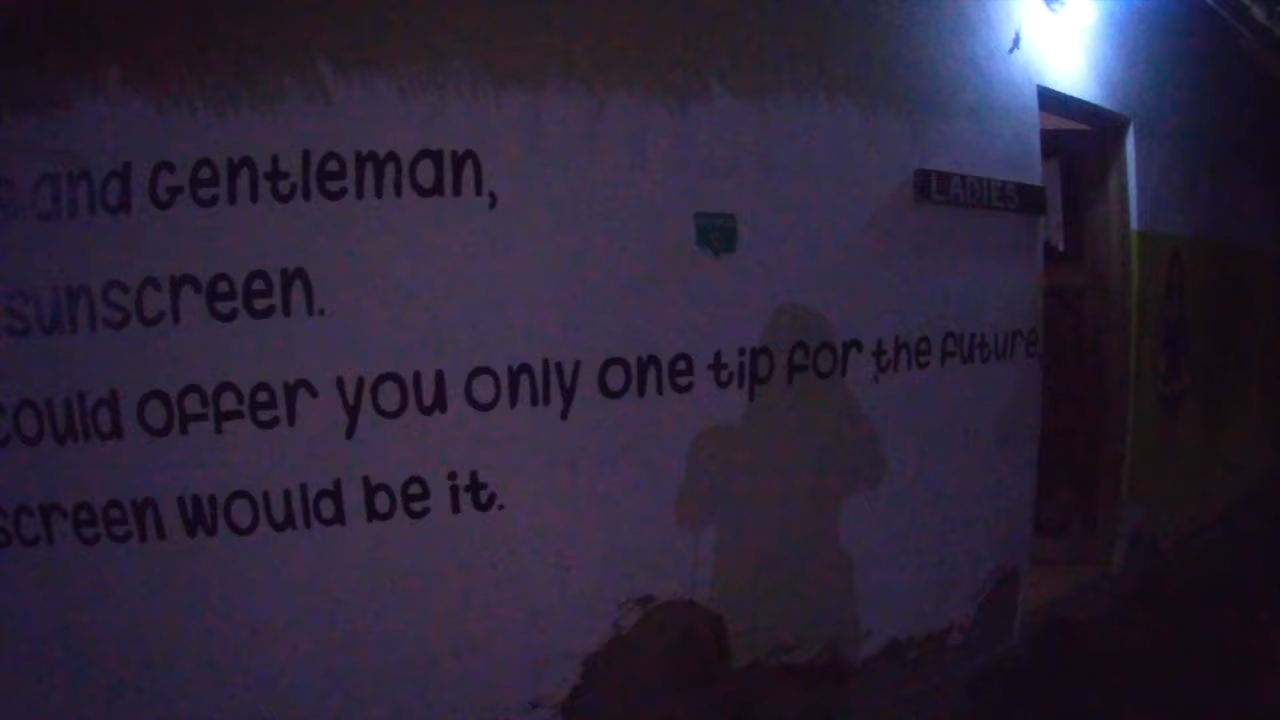 and Gentleman,
sunscreen.
could offer you only one tip for the future,
screen would be it.
LADIES